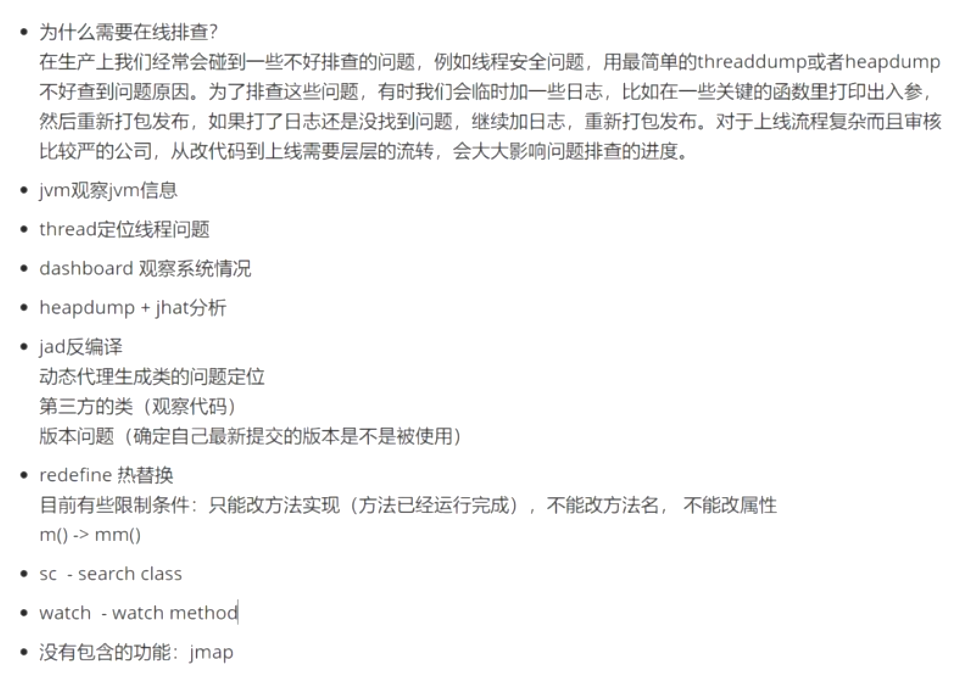 • 为什么需要在线排查？
在生产上我们经常会碰到一些不好排查的问题，例如线程安全问题，用最简单的threaddump或者heapdump
不好查到问题原因。为了排查这些问题，有时我们会临时加一些日志，比如在一些关键的函数里打印出入参，
然后重新打包发布，如果打了日志还是没找到问题，继续加日志，重新打包发布。对于上线流程复杂而且审核
比较严的公司，从改代码到上线需要层层的流转，会大大影响问题排查的进度。
• jvm观察jvm信息
• thread定位线程问题
• dashboard 观察系统情况
• heapdump + jhat分析
• jad反编译
动态代理生成类的问题定位
第三方的类（观察代码）
版本问题（确定自己最新提交的版本是不是被使用）
• redefine 热替换
目前有些限制条件：只能改方法实现（方法已经运行完成），不能改方法名， 不能改属性
m() -> mm()
• sc - search class
• watch - watch method
• 没有包含的功能：jmap